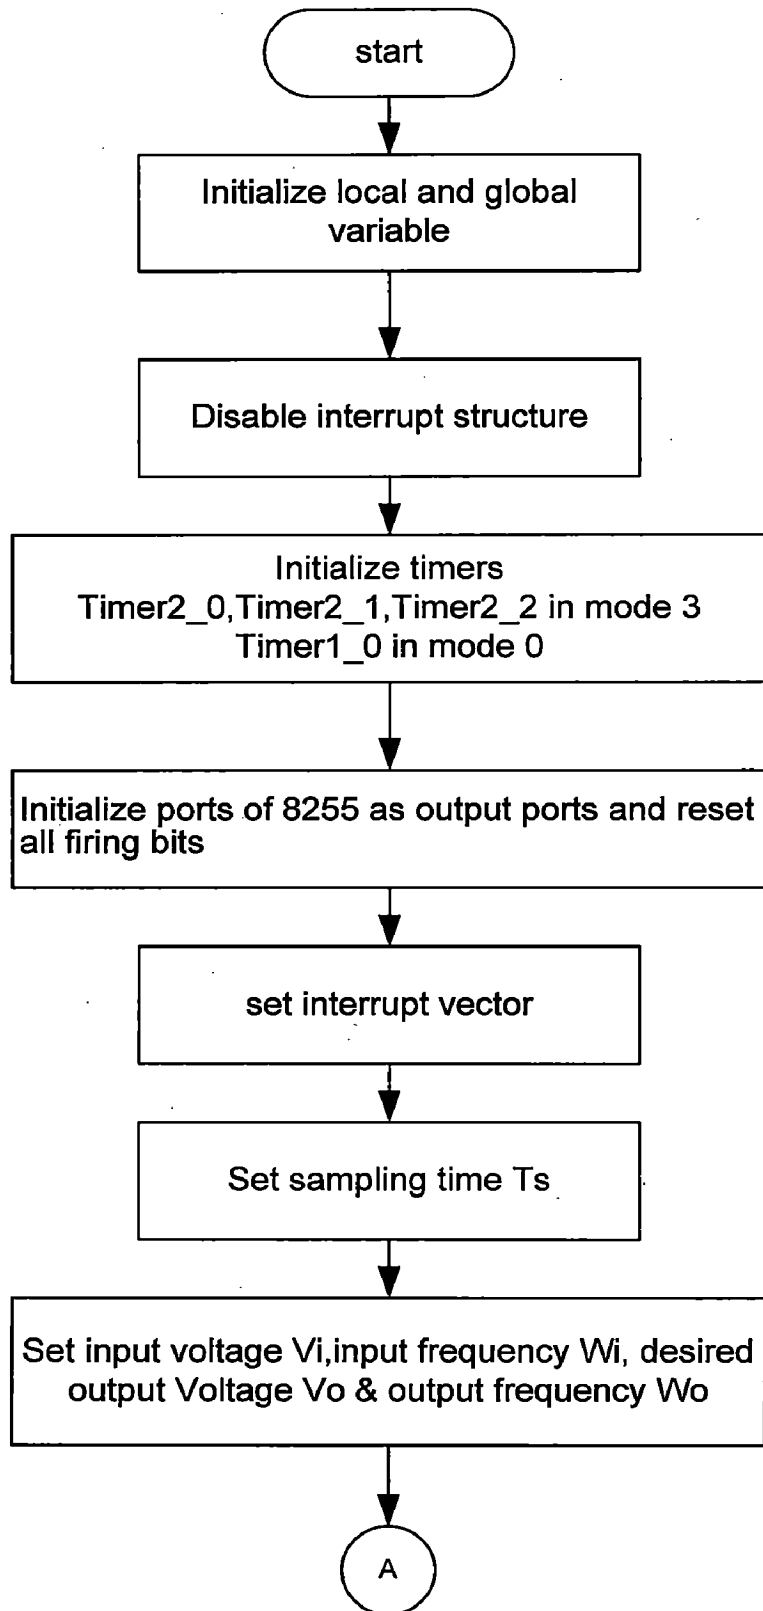 start
Initialize local and global
variable
Disable interrupt structure
Initialize timers
Timer2_0,Timer2_1,Timer2_2 in mode 3
Timer1_0 in mode 0
Initialize ports of 8255 as output ports and reset
all firing bits
set interrupt vector
Set sampling time Ts
Set input voltage Vi,input frequency Wi, desired
output Voltage Vo & output frequency Wo
A